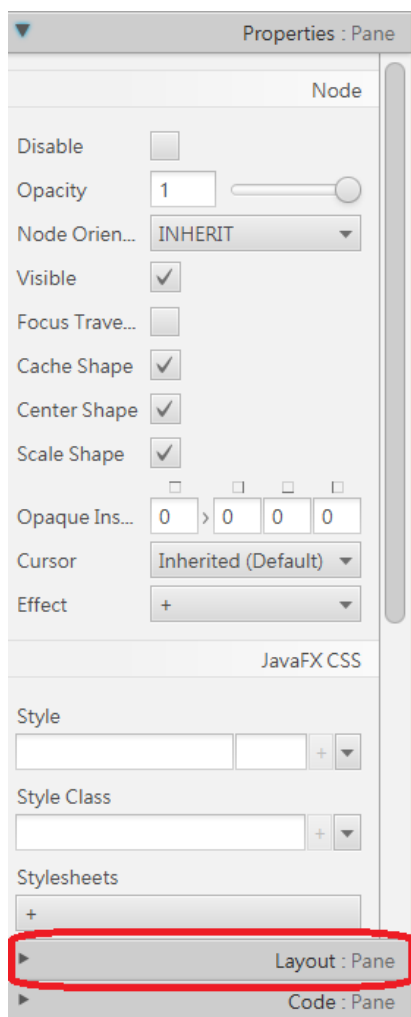 Properties : Pane
Node
Disable
Opacity 1
Node Orien... INHERIT
Visible
Focus Trave...
Cache Shape
Center Shape
Scale Shape
Opaque Ins... 0 > 0 0 0
Cursor Inherited (Default)
Effect +
JavaFX CSS
Style
+
Style Class
+
Stylesheets
+
Layout : Pane
Code : Pane